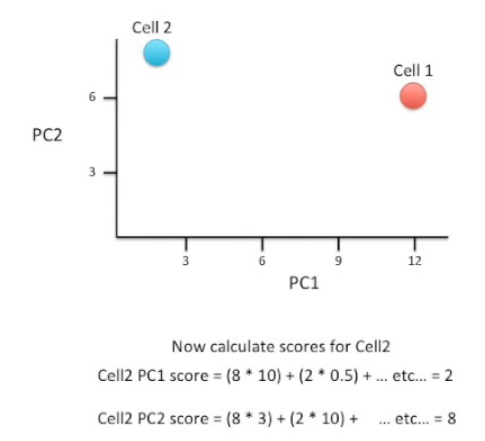 Cell 2
Cell 1
6
PC2
3
3 6 9 12
PC1
Now calculate scores for Cell2
Cell2 PC1 score = (8 * 10) + (2 * 0.5) + ... etc... = 2
Cell2 PC2 score = (8 * 3) + (2 * 10) + ... etc... = 8